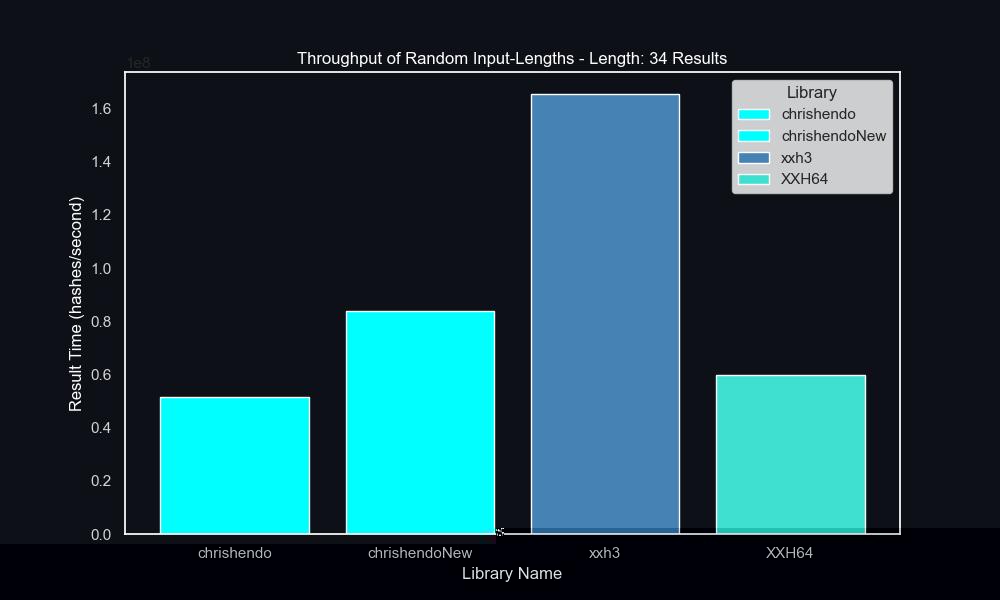 Throughput of Random Input-Lengths - Length: 34 Results
1e8
Library
chrishendo
chrishendoNew
xxh3
XXH64
1.6
1.4
1.2
1.0
0.8
0.6
0.4
0.2
0.0
Result Time (hashes/second)
chrishendo chrishendoNew xxh3 XXH64
Library Name